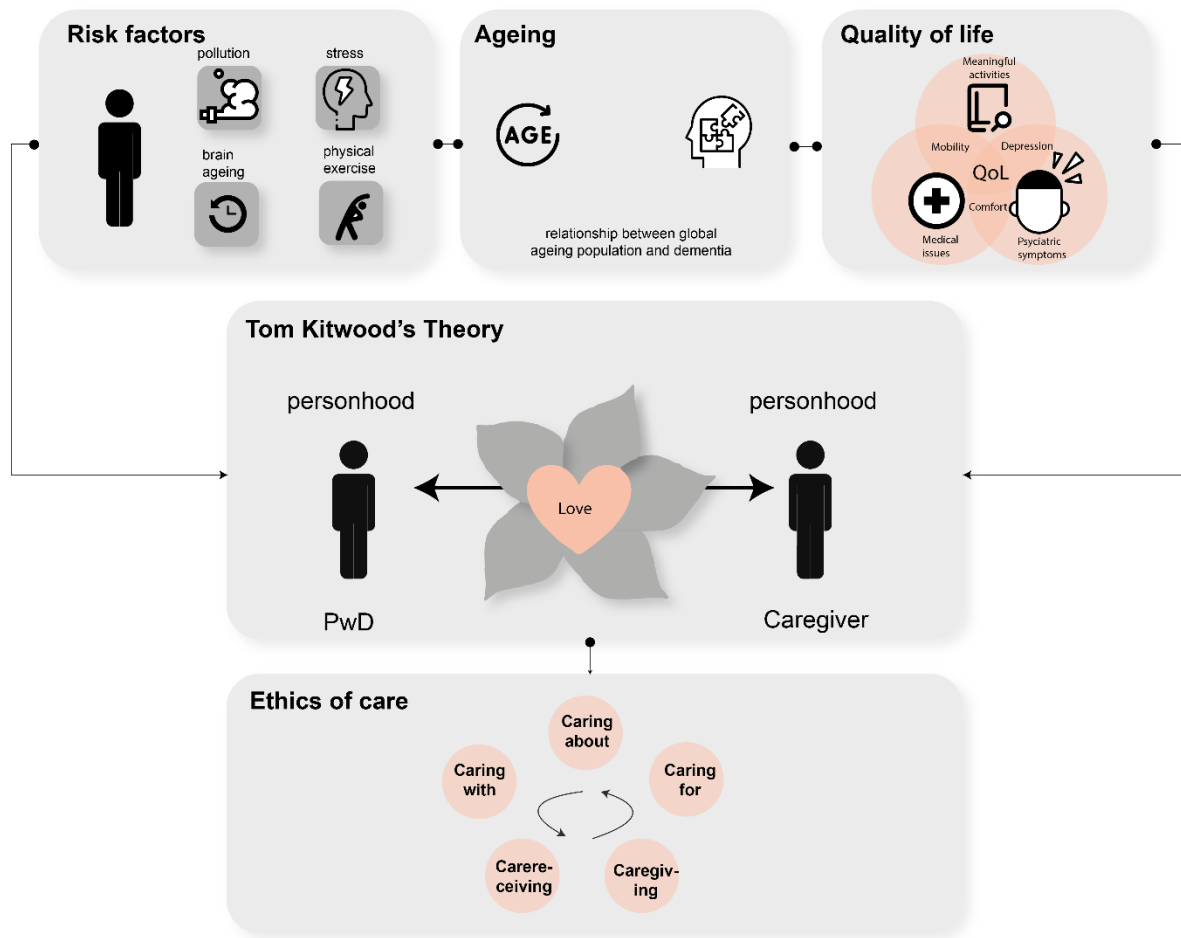 Risk factors
pollution
stress
brain
ageing
physical
exercise
Ageing
AGE
relationship between global
ageing population and dementia
Quality of life
Meaningful
activities
Mobility
Depression
QoL
Comfort
Medical
issues
Psyciatric
symptoms
Tom Kitwood's Theory
personhood
personhood
Love
PwD
Caregiver
Ethics of care
Caring
about
Caring
with
Caring
for
Carere-
ceiving
Caregiv-
ing